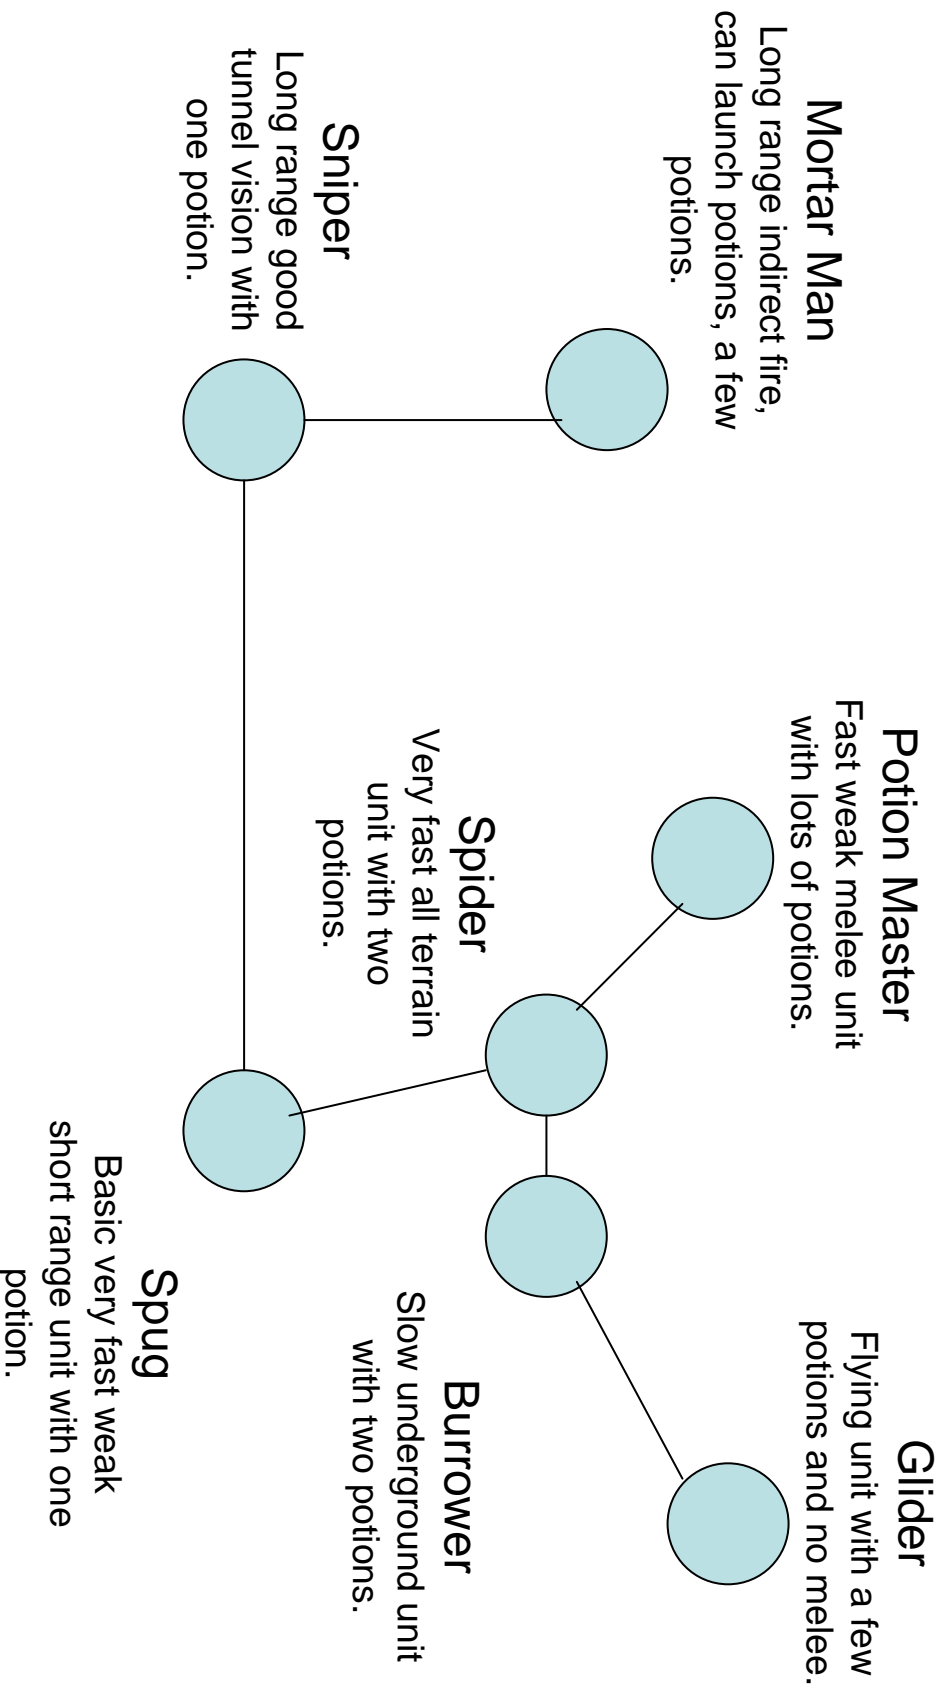 Mortar Man
Long range indirect fire,
can launch potions, a few
potions.
Potion Master
Fast weak melee unit
with lots of potions.
Glider
Flying unit with a few
potions and no melee.
Sniper
Long range good
tunnel vision with
one potion.
Spider
Very fast all terrain
unit with two
potions.
Burrower
Slow underground unit
with two potions.
Spug
Basic very fast weak
short range unit with one
potion.